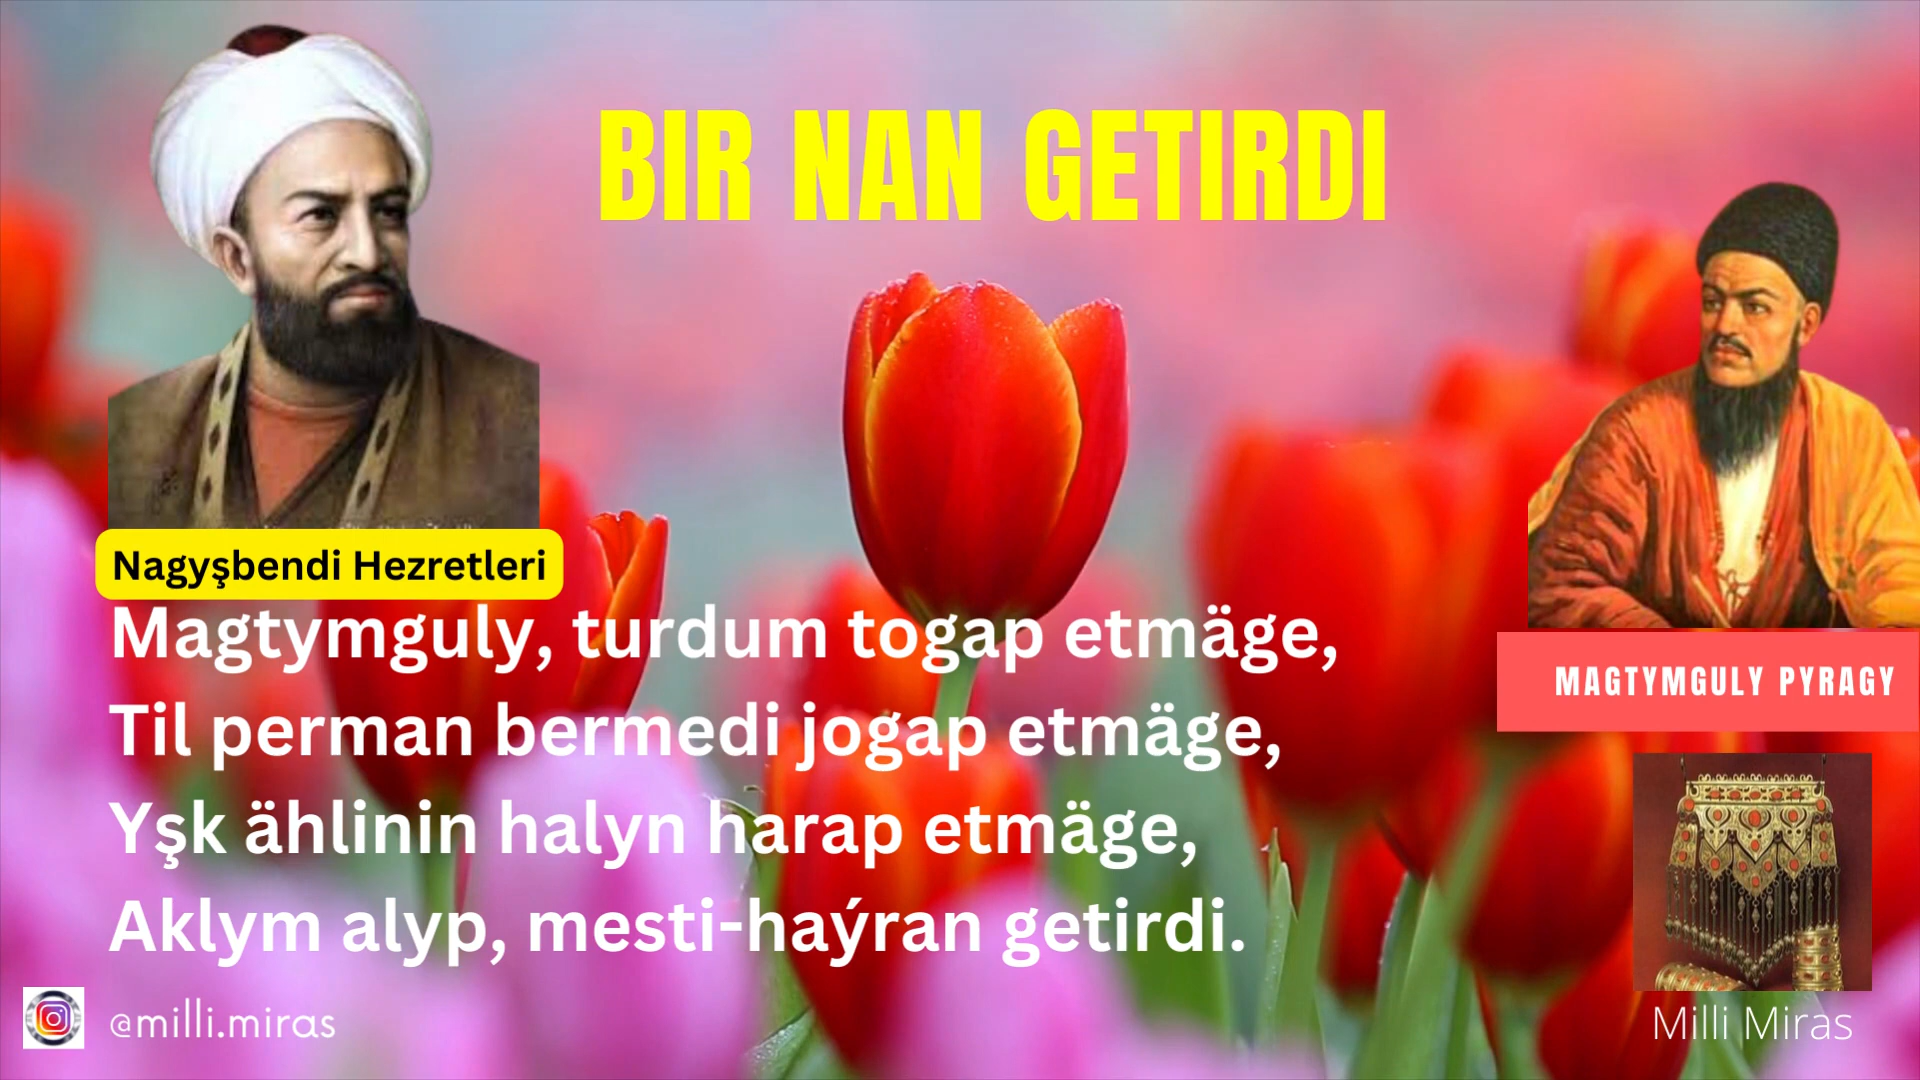 BIR NAN GETIRDI
Nagyşbendi Hezretleri
Magtymguly, turdum togap etmäge,
Til perman bermedi jogap etmäge,
Yşk ählinin halyn harap etmäge,
Aklym alyp, mesti-haýran getirdi.
MAGTYMGULY PYRAGY
@milli.miras
Milli Miras